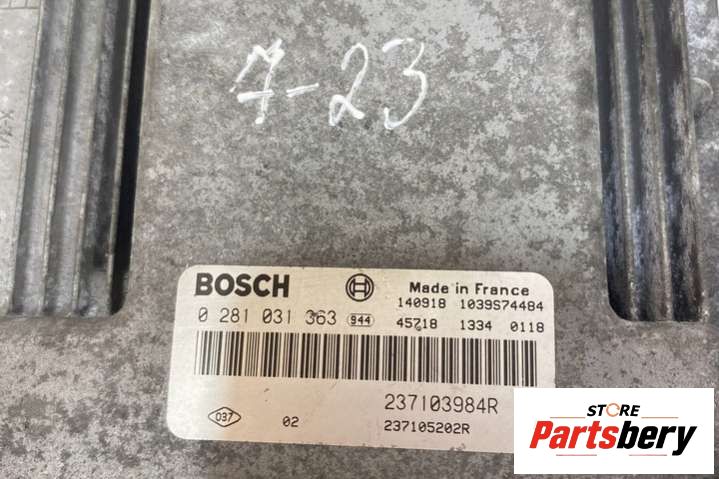 7-23
BOSCH
Made in France
140918 1039S74484
0 281 031 363 944 45718 1334 0118
237103984R
D37 02 237105202R
STORE
Partsbery